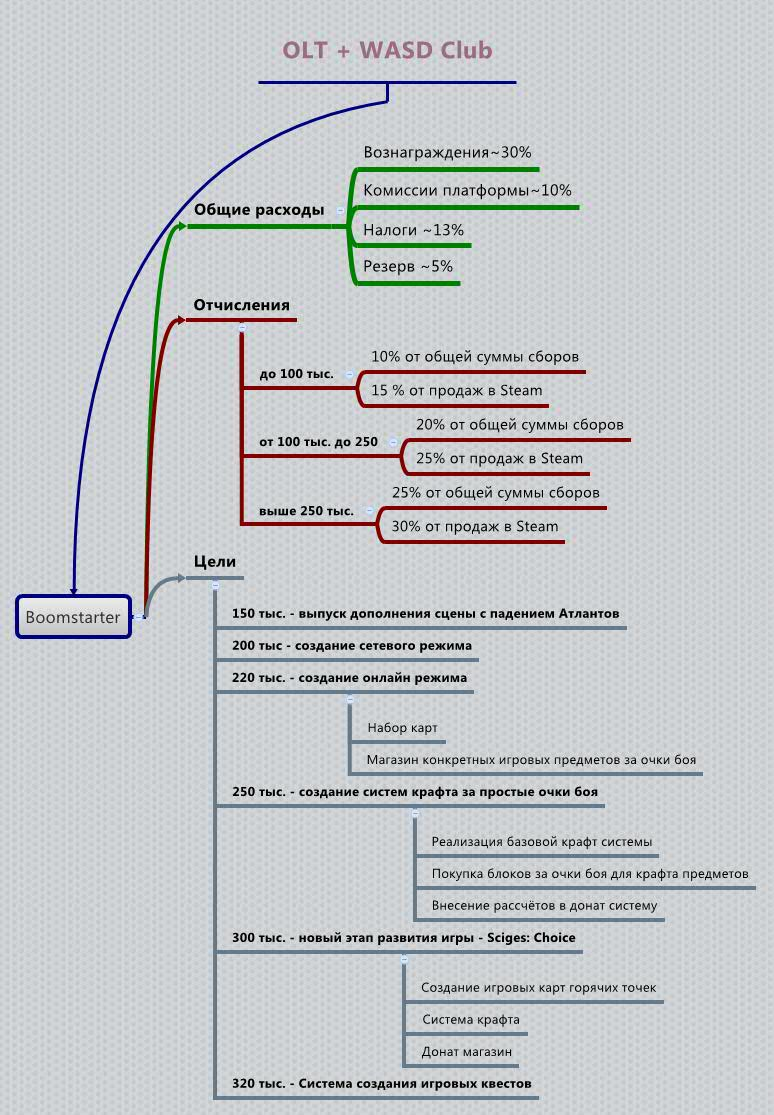 OLT + WASD Club
Вознаграждения~30%
Комиссии платформы~10%
Общие расходы
Налоги ~13%
Резерв ~5%
Отчисления
10% от общей суммы сборов
до 100 тыс.
15 % от продаж в Steam
20% от общей суммы сборов
от 100 тыс. до 250
25% от продаж в Steam
25% от общей суммы сборов
выше 250 тыс.
30% от продаж в Steam
Цели
Boomstarter
150 тыс. - выпуск дополнения сцены с падением Атлантов
200 тыс - создание сетевого режима
220 тыс. - создание онлайн режима
Набор карт
Магазин конкретных игровых предметов за очки боя
250 тыс. - создание систем крафта за простые очки боя
Реализация базовой крафт системы
Покупка блоков за очки боя для крафта предметов
Внесение рассчётов в донат систему
300 тыс. - новый этап развития игры - Sciges: Choice
Создание игровых карт горячих точек
Система крафта
Донат магазин
320 тыс. - Система создания игровых квестов